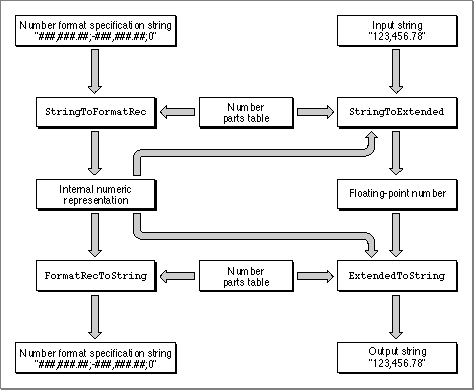 Number format specification string
"###,###.##;-###,###.##;0"
Input string
"123,456.78"
StringToFormatRec
Number
parts table
StringToExtended
Internal numeric
representation
Floating-point number
FormatRecToString
Number
parts table
ExtendedToString
Number format specification string
"###,###.##;-###,###.##;0"
Output string
"123,456.78"